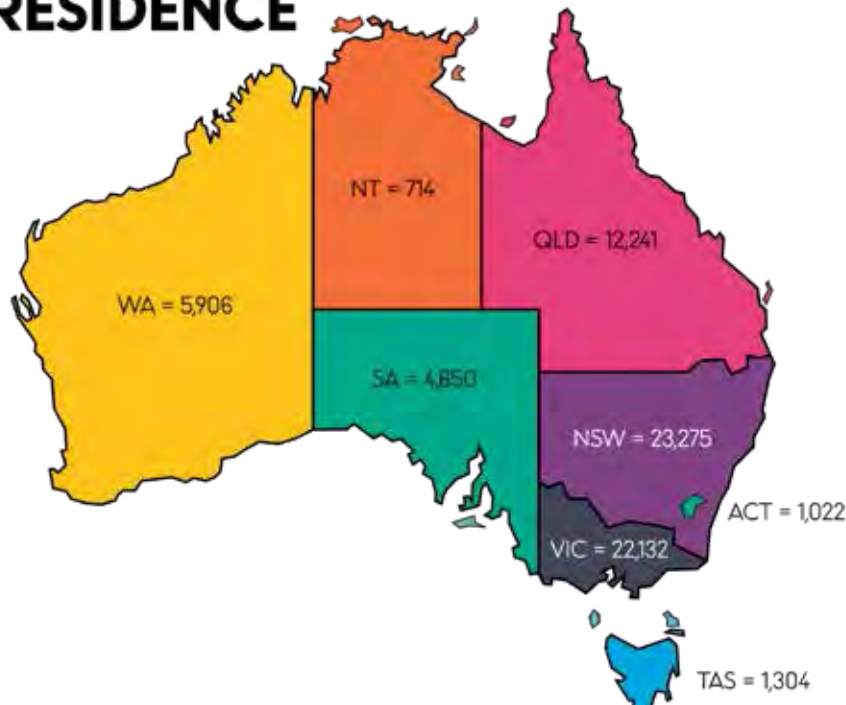 RESIDENCE
NT = 714
QLD = 12,241
WA = 5,906
SA = 4,850
NSW = 23,275
ACT = 1,022
VIC = 22,132
TAS = 1,304